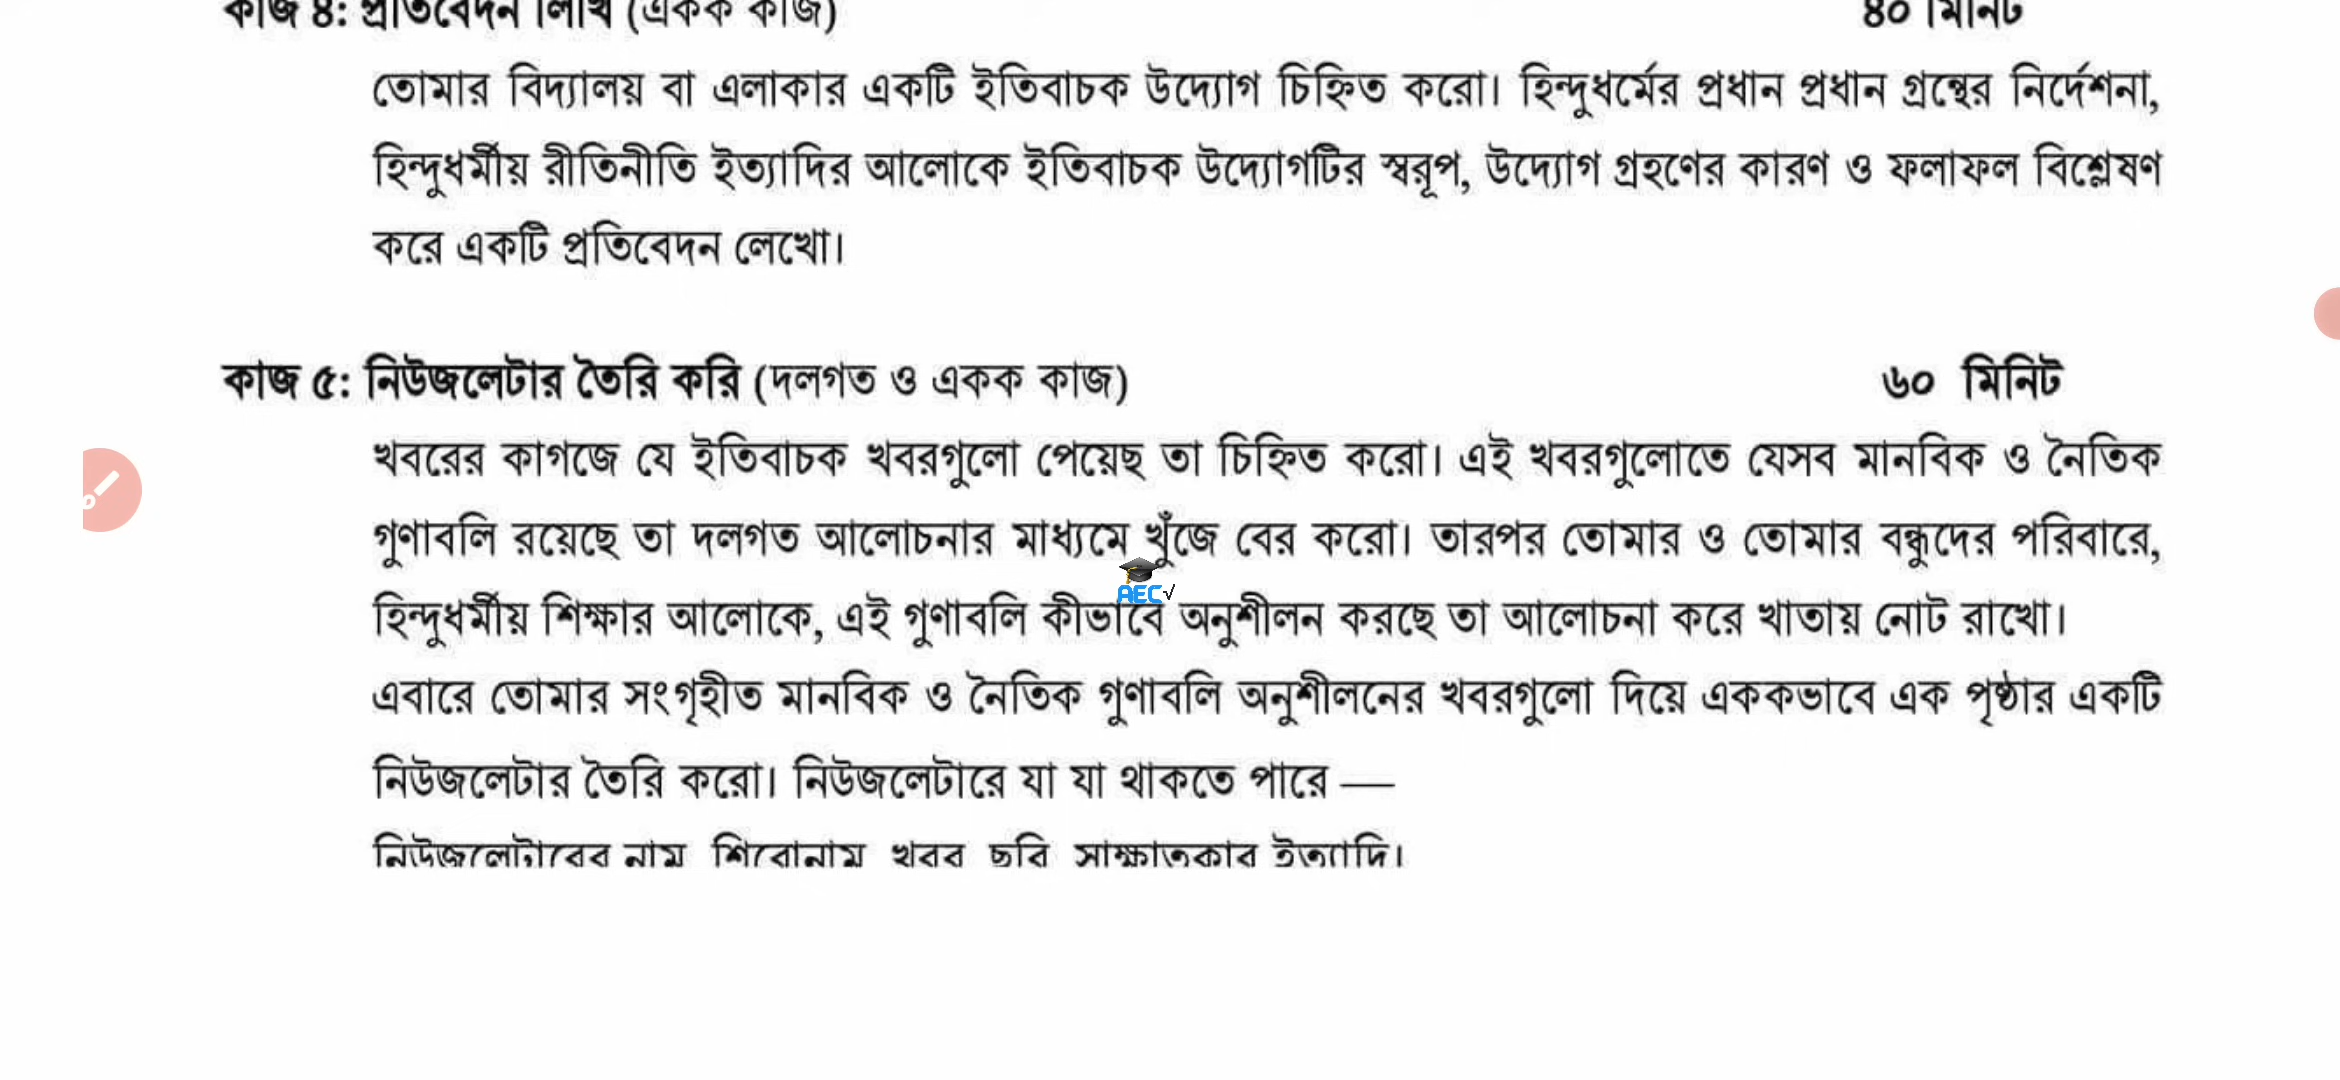 কাজ ৪: প্রতিবেদন লিখি (একক কাজ) ৪০ মিনিট
তোমার বিদ্যালয় বা এলাকার একটি ইতিবাচক উদ্যোগ চিহ্নিত করো। হিন্দুধর্মের প্রধান প্রধান গ্রন্থের নির্দেশনা,
হিন্দুধর্মীয় রীতিনীতি ইত্যাদির আলোকে ইতিবাচক উদ্যোগটির স্বরূপ, উদ্যোগ গ্রহণের কারণ ও ফলাফল বিশ্লেষণ
করে একটি প্রতিবেদন লেখো।
কাজ ৫: নিউজলেটার তৈরি করি (দলগত ও একক কাজ) ৬০ মিনিট
খবরের কাগজে যে ইতিবাচক খবরগুলো পেয়েছ তা চিহ্নিত করো। এই খবরগুলোতে যেসব মানবিক ও নৈতিক
গুণাবলি রয়েছে তা দলগত আলোচনার মাধ্যমে খুঁজে বের করো। তারপর তোমার ও তোমার বন্ধুদের পরিবারে,
AEC√
হিন্দুধর্মীয় শিক্ষার আলোকে, এই গুণাবলি কীভাবে অনুশীলন করছে তা আলোচনা করে খাতায় নোট রাখো।
এবারে তোমার সংগৃহীত মানবিক ও নৈতিক গুণাবলি অনুশীলনের খবরগুলো দিয়ে এককভাবে এক পৃষ্ঠার একটি
নিউজলেটার তৈরি করো। নিউজলেটারে যা যা থাকতে পারে —
নিউজলেটারের নাম, শিরোনাম, খবর, ছবি, সাক্ষাতকার ইত্যাদি।